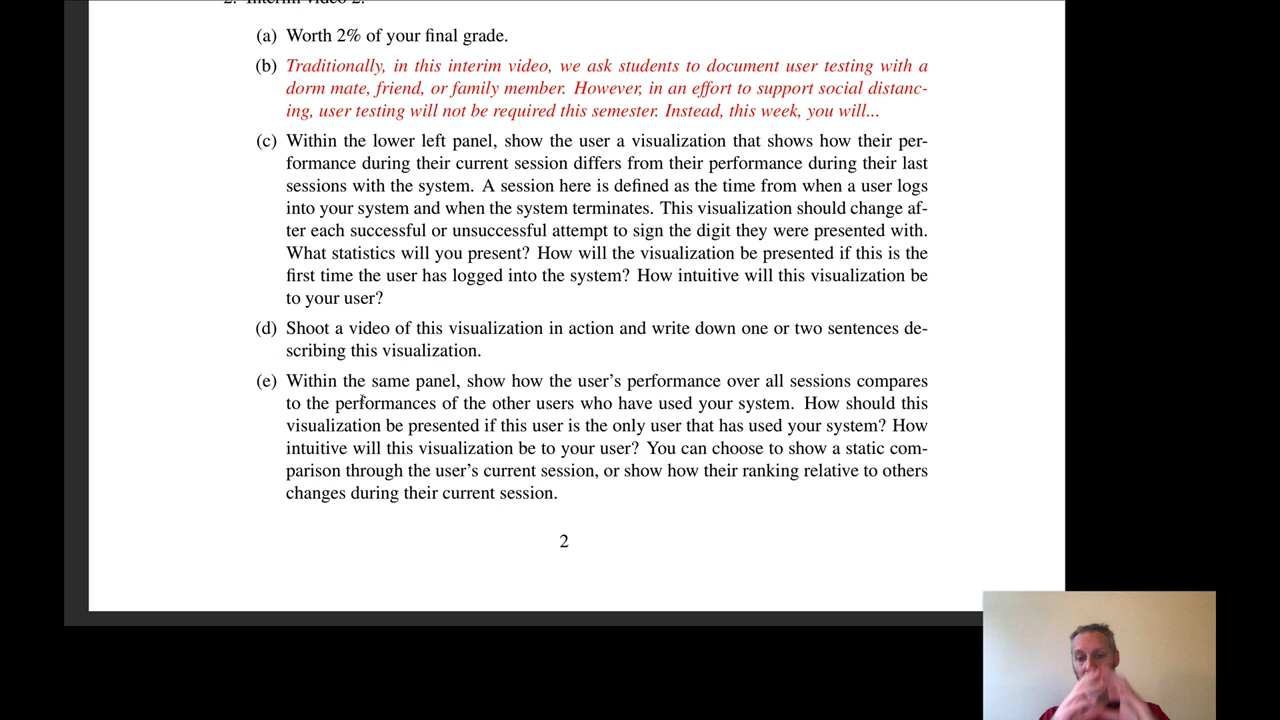 2. Interim video 2.
(a) Worth 2% of your final grade.
(b) Traditionally, in this interim video, we ask students to document user testing with a
dorm mate, friend, or family member. However, in an effort to support social distanc-
ing, user testing will not be required this semester. Instead, this week, you will...
(c) Within the lower left panel, show the user a visualization that shows how their per-
formance during their current session differs from their performance during their last
sessions with the system. A session here is defined as the time from when a user logs
into your system and when the system terminates. This visualization should change af-
ter each successful or unsuccessful attempt to sign the digit they were presented with.
What statistics will you present? How will the visualization be presented if this is the
first time the user has logged into the system? How intuitive will this visualization be
to your user?
(d) Shoot a video of this visualization in action and write down one or two sentences de-
scribing this visualization.
(e) Within the same panel, show how the user's performance over all sessions compares
to the performances of the other users who have used your system. How should this
visualization be presented if this user is the only user that has used your system? How
intuitive will this visualization be to your user? You can choose to show a static com-
parison through the user's current session, or show how their ranking relative to others
changes during their current session.
2